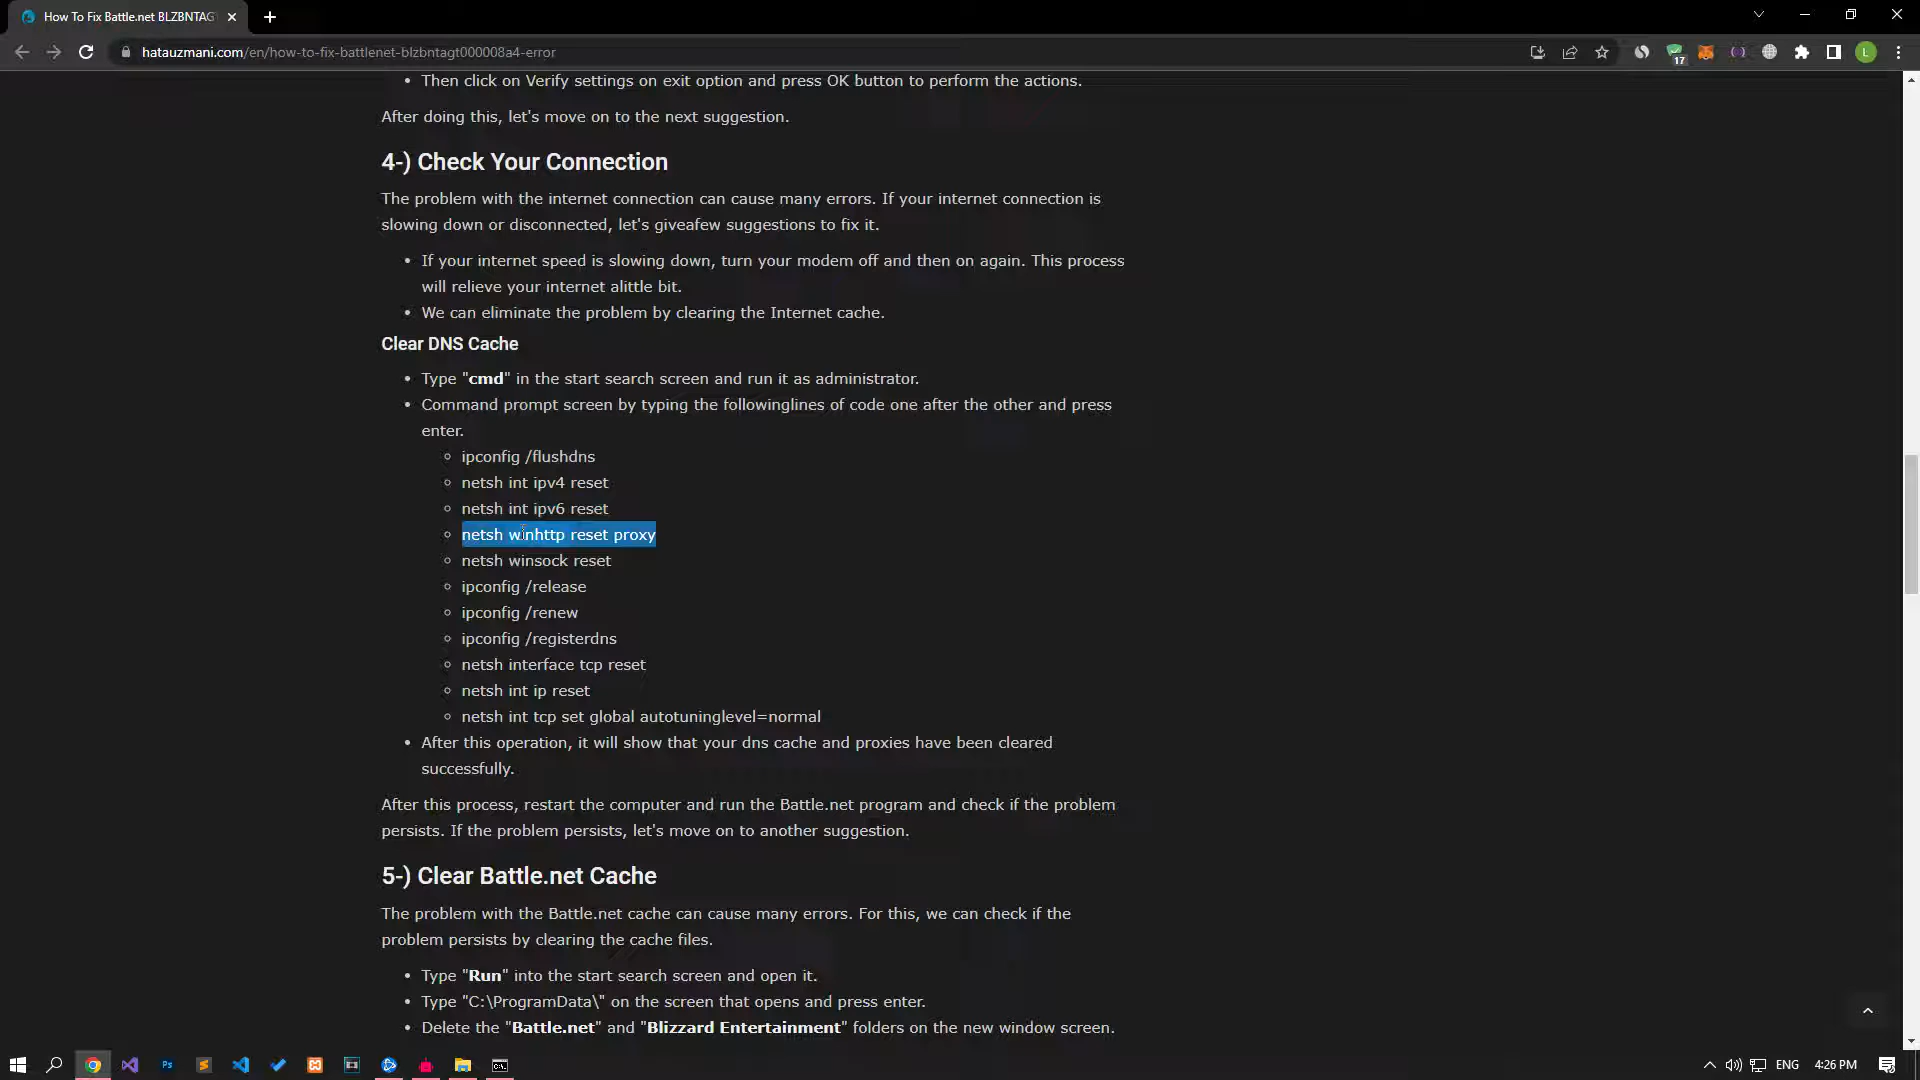 How To Fix Battle.net BLZBNTAG
hatauzmani.com/en/how-to-fix-battlenet-blzbntagt000008a4-error
17
L
• Then click on Verify settings on exit option and press OK button to perform the actions.
After doing this, let's move on to the next suggestion.
4-) Check Your Connection
The problem with the internet connection can cause many errors. If your internet connection is
slowing down or disconnected, let's giveafew suggestions to fix it.
• If your internet speed is slowing down, turn your modem off and then on again. This process
will relieve your internet alittle bit.
• We can eliminate the problem by clearing the Internet cache.
Clear DNS Cache
• Type "cmd" in the start search screen and run it as administrator.
• Command prompt screen by typing the followinglines of code one after the other and press
enter.
◦ ipconfig /flushdns
◦ netsh int ipv4 reset
◦ netsh int ipv6 reset
◦ netsh winhttp reset proxy
◦ netsh winsock reset
◦ ipconfig /release
◦ ipconfig /renew
◦ ipconfig /registerdns
◦ netsh interface tcp reset
◦ netsh int ip reset
◦ netsh int tcp set global autotuninglevel=normal
• After this operation, it will show that your dns cache and proxies have been cleared
successfully.
After this process, restart the computer and run the Battle.net program and check if the problem
persists. If the problem persists, let's move on to another suggestion.
5-) Clear Battle.net Cache
The problem with the Battle.net cache can cause many errors. For this, we can check if the
problem persists by clearing the cache files.
• Type "Run" into the start search screen and open it.
• Type "C:\ProgramData\" on the screen that opens and press enter.
• Delete the "Battle.net" and "Blizzard Entertainment" folders on the new window screen.
Ps
ENG
4:26 PM